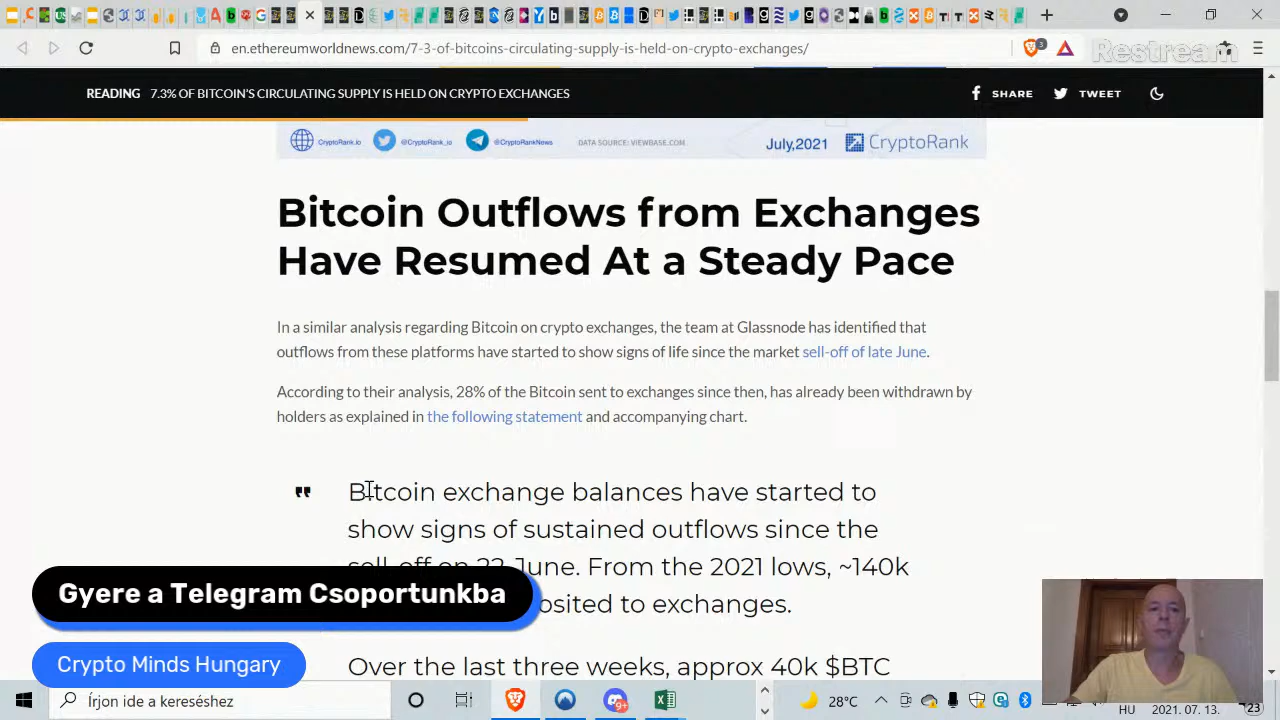 en.ethereumworldnews.com/7-3-of-bitcoins-circulating-supply-is-held-on-crypto-exchanges/
3
Restream
READING 7.3% OF BITCOIN'S CIRCULATING SUPPLY IS HELD ON CRYPTO EXCHANGES
SHARE
TWEET
CryptoRank.io
@CryptoRank_io
@CryptoRankNews
DATA SOURCE: VIEWBASE.COM
July,2021
CryptoRank
Bitcoin Outflows from Exchanges
Have Resumed At a Steady Pace
In a similar analysis regarding Bitcoin on crypto exchanges, the team at Glassnode has identified that
outflows from these platforms have started to show signs of life since the market sell-off of late June.
According to their analysis, 28% of the Bitcoin sent to exchanges since then, has already been withdrawn by
holders as explained in the following statement and accompanying chart.
Bitcoin exchange balances have started to
show signs of sustained outflows since the
sell-off on 22 June. From the 2021 lows, ~140k
osited to exchanges.
Over the last three weeks, approx 40k $BTC
Gyere a Telegram Csoportunkba
Crypto Minds Hungary
Írjon ide a kereséshez
9+
28°C
HU
2021. 07. 13.
23